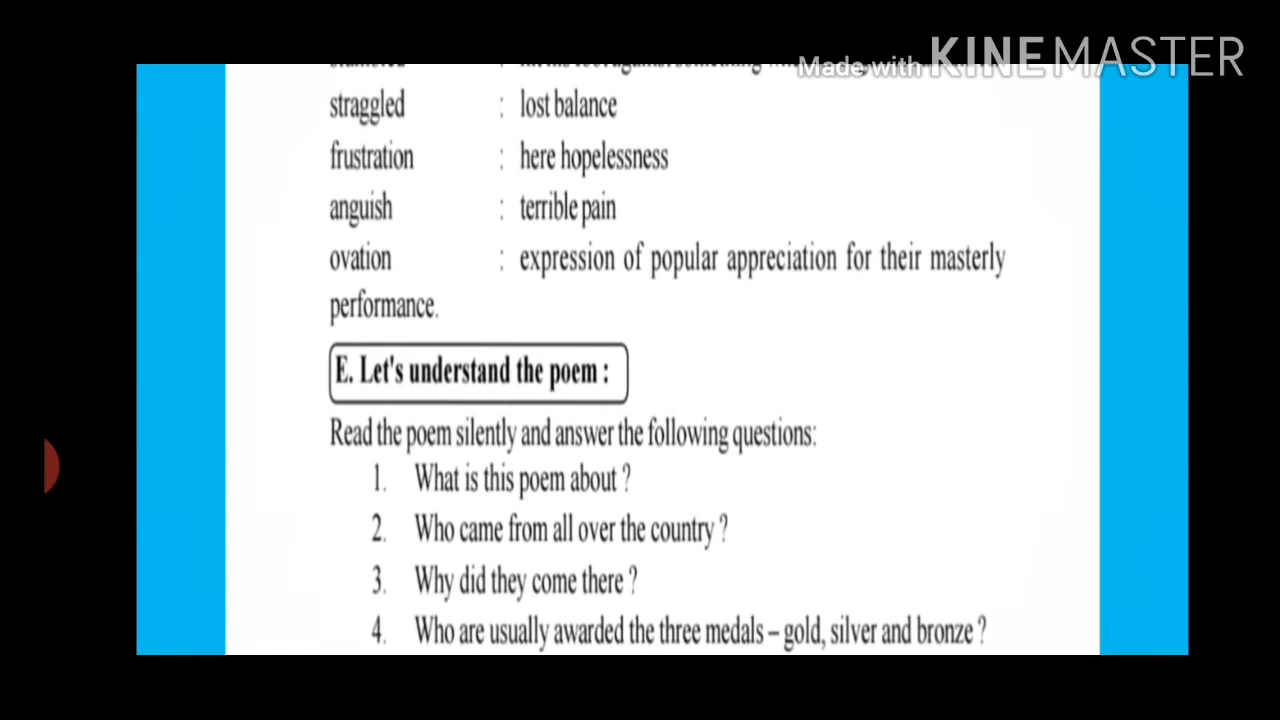 Made with KINEMASTER
straggled : lost balance
frustration : here hopelessness
anguish : terrible pain
ovation : expression of popular appreciation for their masterly
performance.
E. Let's understand the poem :
Read the poem silently and answer the following questions:
1. What is this poem about ?
2. Who came from all over the country ?
3. Why did they come there ?
4. Who are usually awarded the three medals – gold, silver and bronze ?